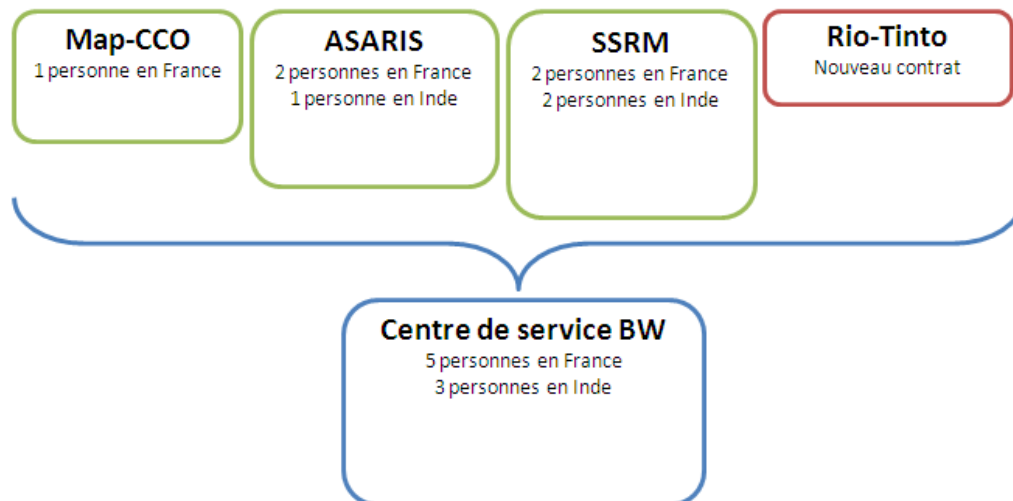 Map-CCO
1 personne en France
ASARIS
2 personnes en France
1 personne en Inde
SSRM
2 personnes en France
2 personnes en Inde
Rio-Tinto
Nouveau contrat
Centre de service BW
5 personnes en France
3 personnes en Inde